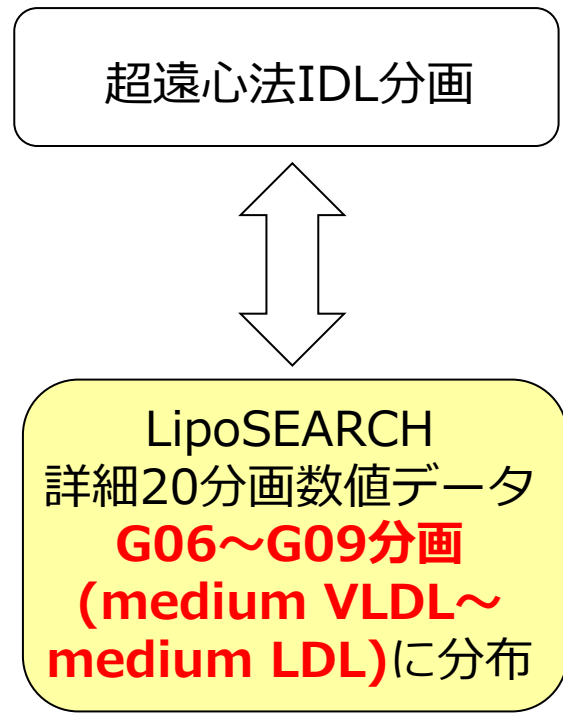 超遠心法IDL分画
LipoSEARCH
詳細20分画数値データ
G06～G09分画
(medium VLDL～
medium LDL)に分布